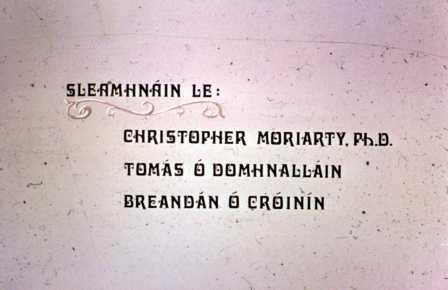 SLEAMHNÁIN LE:
CHRISTOPHER MORIARTY, Ph.D.
TOMÁS Ó DOMHNALLÁIN
BREANDÁN Ó CRÓINÍN